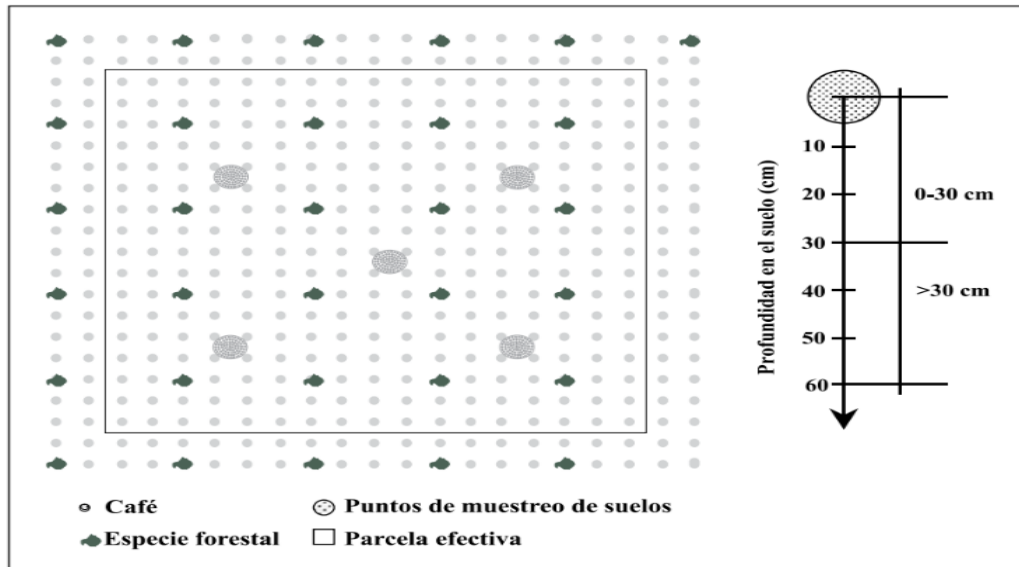 Profundidad en el suelo (cm)
10
20
30
40
50
60
0-30 cm
>30 cm
Café
Puntos de muestreo de suelos
Especie forestal
Parcela efectiva